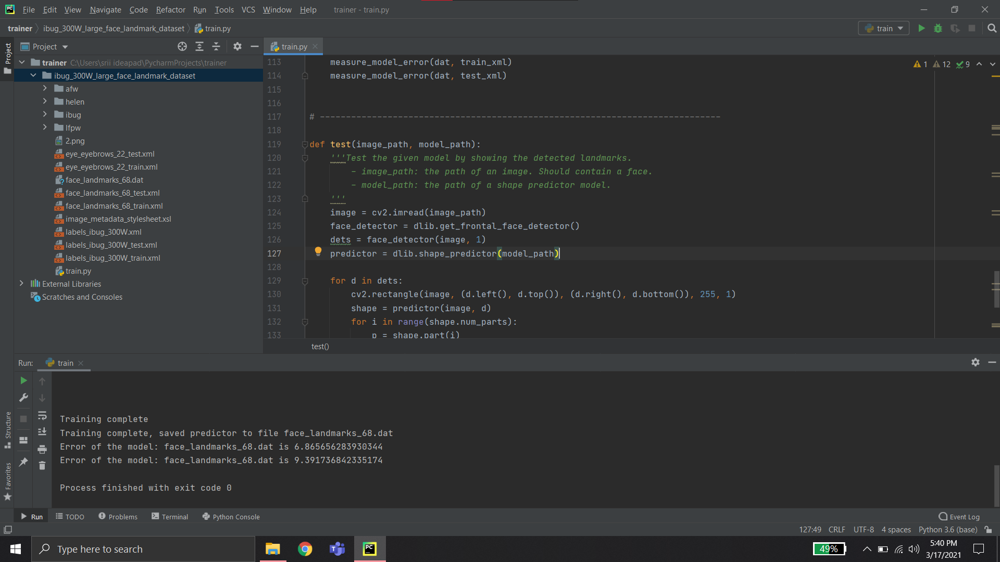 PC File Edit View Navigate Code Refactor Run Tools VCS Window Help trainer - train.py
trainer ibug_300W_large_face_landmark_dataset train.py train
Project
Project
train.py
trainer C:\Users\srii ideapad\PycharmProjects\trainer
ibug_300W_large_face_landmark_dataset
afw
helen
ibug
lfpw
2.png
eye_eyebrows_22_test.xml
eye_eyebrows_22_train.xml
face_landmarks_68.dat
face_landmarks_68_test.xml
face_landmarks_68_train.xml
image_metadata_stylesheet.xsl
labels_ibug_300W.xml
labels_ibug_300W_test.xml
labels_ibug_300W_train.xml
train.py
External Libraries
Scratches and Consoles
1 12 9
113 measure_model_error(dat, train_xml)
114 measure_model_error(dat, test_xml)
115
116
117 # -----------------------------------------------------------------------------
118
119 def test(image_path, model_path):
120 '''Test the given model by showing the detected landmarks.
121 - image_path: the path of an image. Should contain a face.
122 - model_path: the path of a shape predictor model.
123 '''
124 image = cv2.imread(image_path)
125 face_detector = dlib.get_frontal_face_detector()
126 dets = face_detector(image, 1)
127 predictor = dlib.shape_predictor(model_path)
128
129 for d in dets:
130 cv2.rectangle(image, (d.left(), d.top()), (d.right(), d.bottom()), 255, 1)
131 shape = predictor(image, d)
132 for i in range(shape.num_parts):
133 p = shape.part(i)
test()
Run: train
Training complete
Training complete, saved predictor to file face_landmarks_68.dat
Error of the model: face_landmarks_68.dat is 6.865656283930344
Error of the model: face_landmarks_68.dat is 9.391736842335174
Process finished with exit code 0
Structure
Favorites
Run TODO Problems Terminal Python Console Event Log
127:49 CRLF UTF-8 4 spaces Python 3.6 (base)
Type here to search
T
PC
49%
5:40 PM
3/17/2021